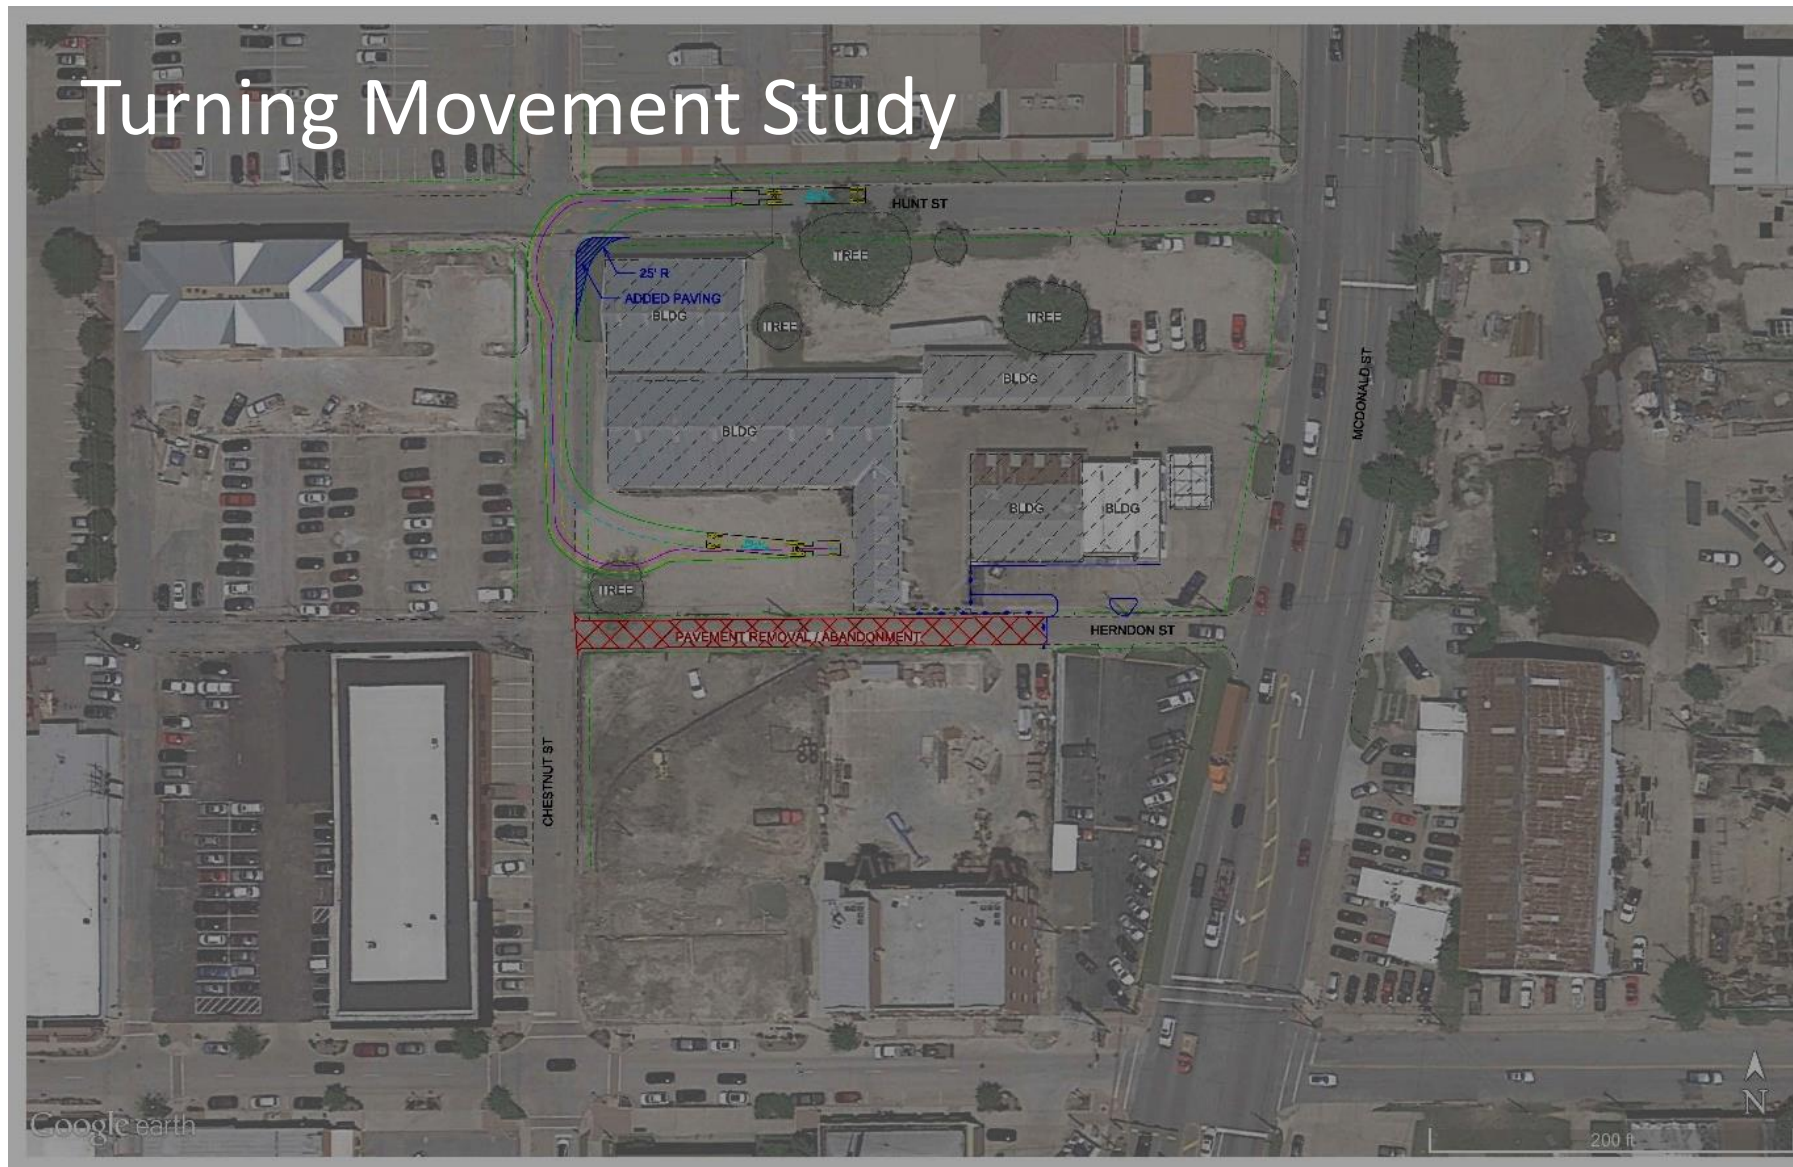 Turning Movement Study
HUNT ST
TREE
25' R
ADDED PAVING
BLDG
TREE
TREE
BLDG
BLDG
MCDONALD ST
BLDG
BLDG
TREE
PAVEMENT REMOVAL / ABANDONMENT
HERNDON ST
CHESTNUT ST
Google earth
N
200 ft